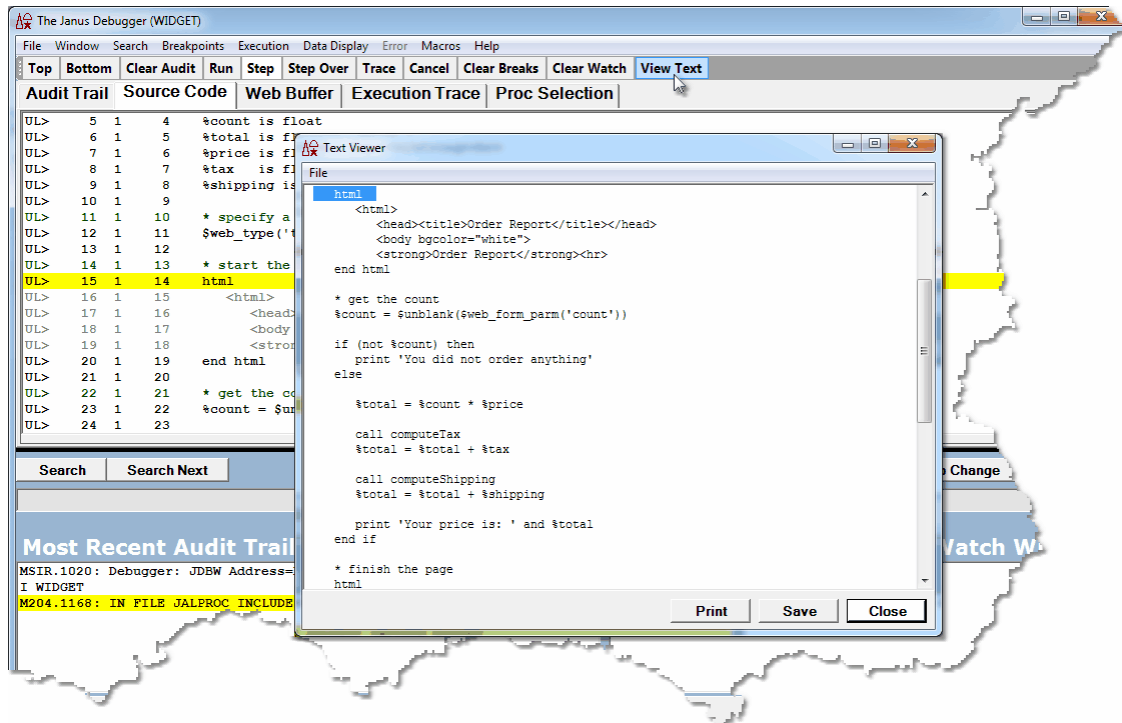 The Janus Debugger (WIDGET)
File Window Search Breakpoints Execution Data Display Error Macros Help
Top Bottom Clear Audit Run Step Step Over Trace Cancel Clear Breaks Clear Watch View Text
Audit Trail Source Code Web Buffer Execution Trace Proc Selection
UL> 5 1 4 %count is float
UL> 6 1 5 %total is fl
UL> 7 1 6 %price is fl
UL> 8 1 7 %tax is fl
UL> 9 1 8 %shipping is
UL> 10 1 9
UL> 11 1 10 * specify a
UL> 12 1 11 $web_type('t
UL> 13 1 12
UL> 14 1 13 * start the
UL> 15 1 14 html
UL> 16 1 15 <html>
UL> 17 1 16 <head>
UL> 18 1 17 <body
UL> 19 1 18 <stron
UL> 20 1 19 end html
UL> 21 1 20
UL> 22 1 21 * get the co
UL> 23 1 22 %count = $un
UL> 24 1 23
Text Viewer
File
html
<html>
<head><title>Order Report</title></head>
<body bgcolor="white">
<strong>Order Report</strong><hr>
end html
* get the count
%count = $unblank($web_form_parm('count'))
if (not %count) then
print 'You did not order anything'
else
%total = %count * %price
call computeTax
%total = %total + %tax
call computeShipping
%total = %total + %shipping
print 'Your price is: ' and %total
end if
* finish the page
html
Print Save Close
Search Search Next Change
Most Recent Audit Trail Watch W
MSIR.1020: Debugger: JDBW Address=
I WIDGET
M204.1168: IN FILE JALPROC INCLUDE